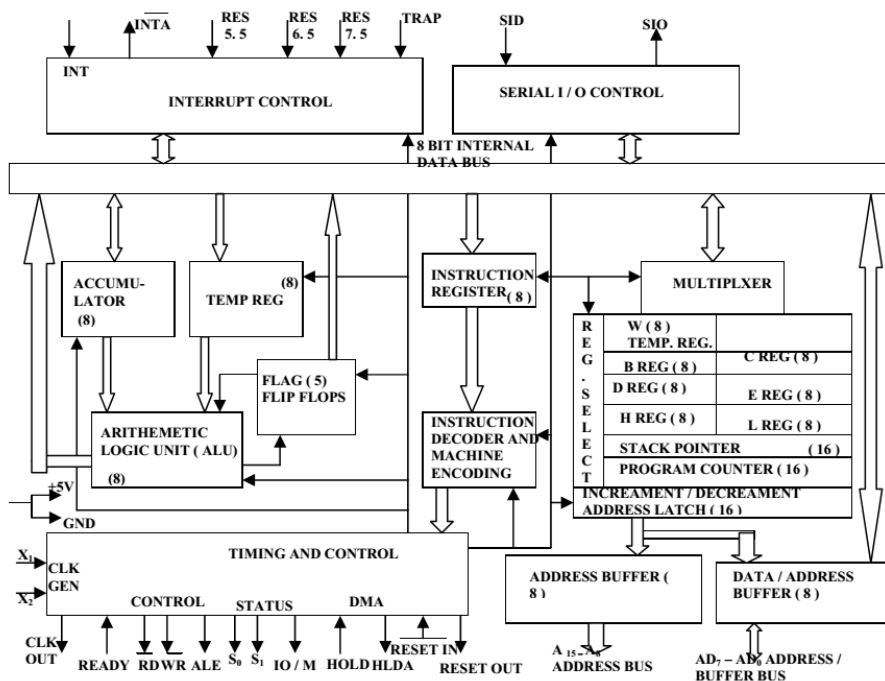 INTA
RES
5. 5
RES
6. 5
RES
7. 5
TRAP
SID
SIO
INT
INTERRUPT CONTROL
SERIAL I / O CONTROL
8 BIT INTERNAL
DATA BUS
ACCUMU-
LATOR
(8)
(8)
TEMP REG
INSTRUCTION
REGISTER ( 8 )
MULTIPLXER
R
E
G
.
S
E
L
E
C
T
W ( 8 )
TEMP. REG.
B REG ( 8 )
C REG ( 8 )
D REG ( 8 )
E REG ( 8 )
H REG ( 8 )
L REG ( 8 )
STACK POINTER ( 16 )
PROGRAM COUNTER ( 16 )
INCREAMENT / DECREAMENT
ADDRESS LATCH ( 16 )
FLAG ( 5 )
FLIP FLOPS
ARITHEMETIC
LOGIC UNIT ( ALU)
(8)
INSTRUCTION
DECODER AND
MACHINE
ENCODING
+5V
GND
X1
X2
CLK
GEN
TIMING AND CONTROL
CONTROL
STATUS
DMA
ADDRESS BUFFER (
8 )
DATA / ADDRESS
BUFFER ( 8 )
CLK
OUT
READY
RD
WR
ALE
S0
S1
IO / M
HOLD
HLDA
RESET IN
RESET OUT
A 15 – A8
ADDRESS BUS
AD7 – AD0 ADDRESS /
BUFFER BUS